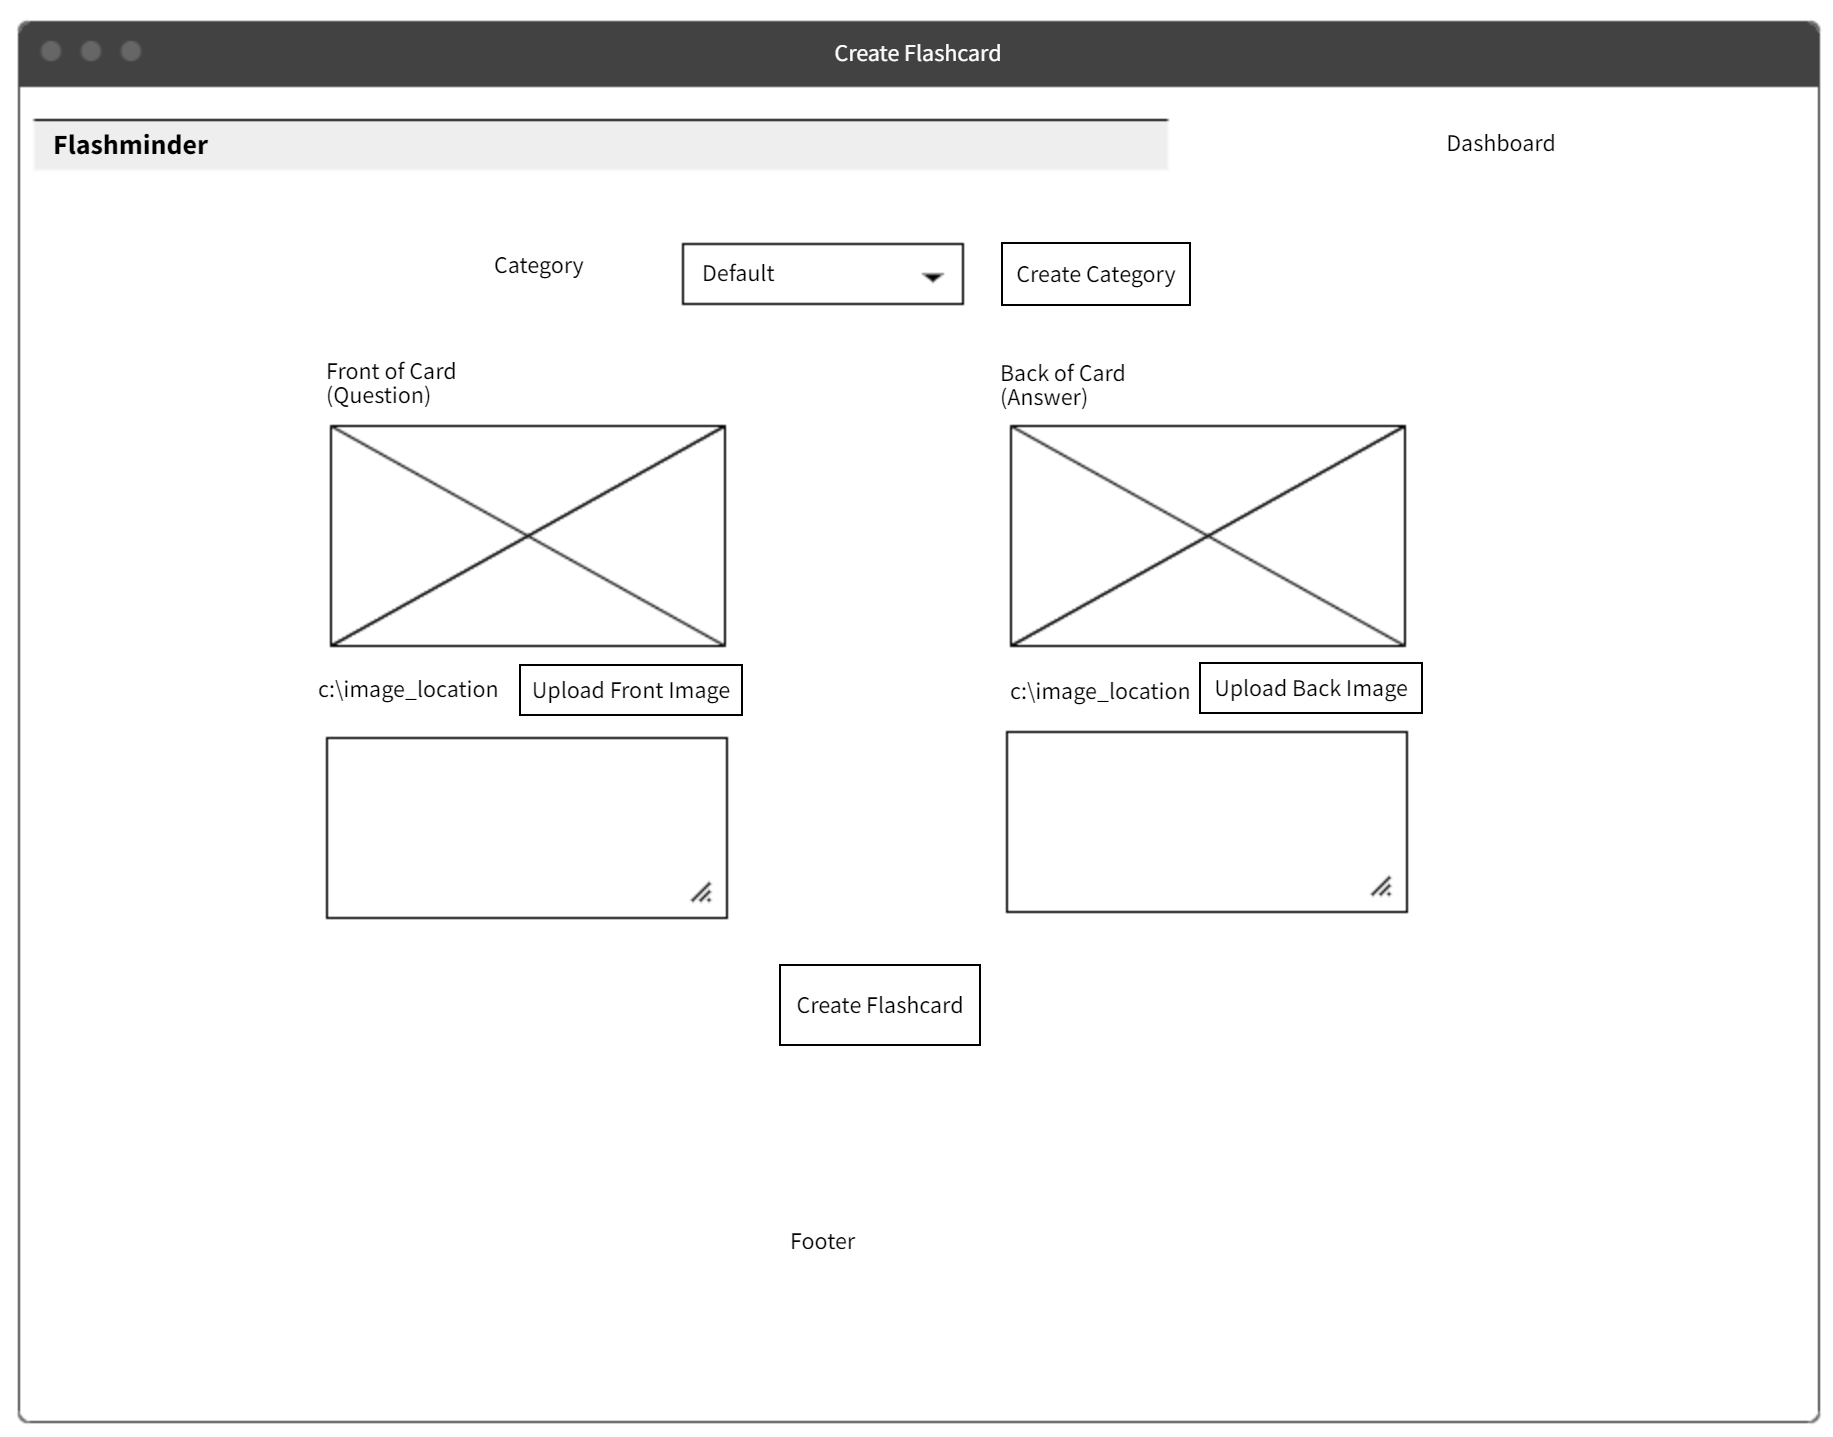 Create Flashcard
Flashminder
Dashboard
Category
Default
Create Category
Front of Card
(Question)
Back of Card
(Answer)
c:\image_location
Upload Front Image
c:\image_location
Upload Back Image
Create Flashcard
Footer